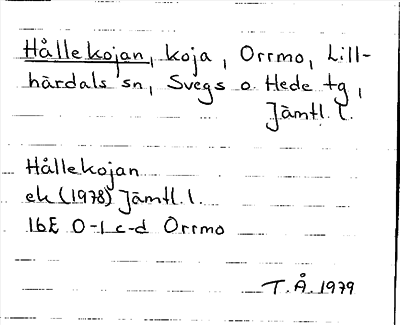 Hållekojan, koja, Orrmo, Lill-
härdals sn, Svegs o Hede tg,
Jämtl. l.
Hållekojan
ek (1978) Jämtl. l.
16E 0-1 c-d Orrmo
T.Å. 1979